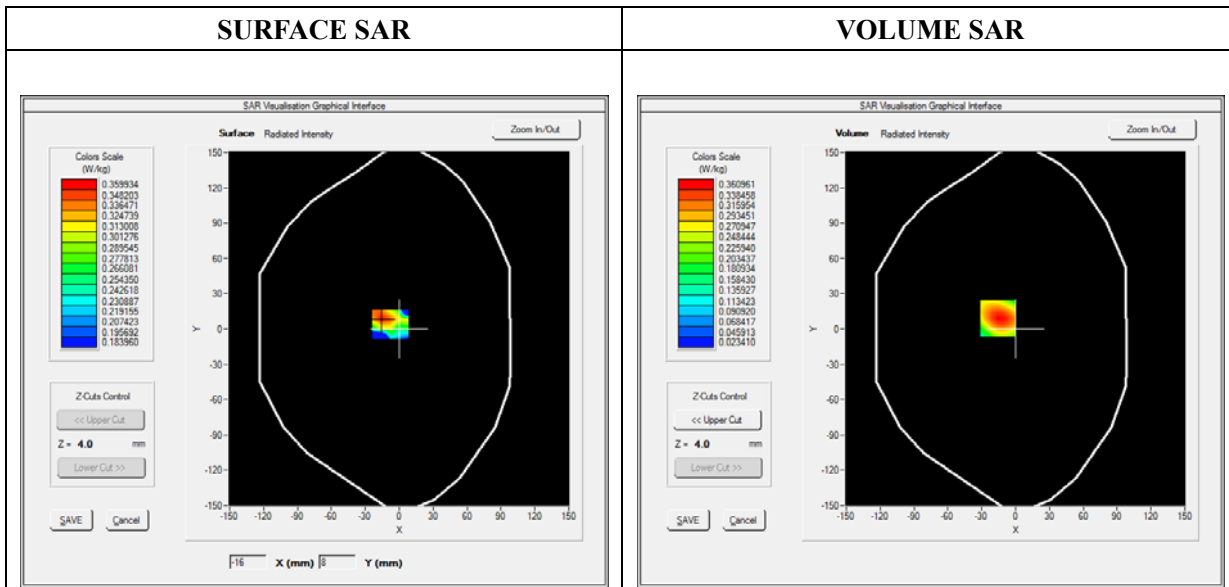 SURFACE SAR
VOLUME SAR
SAR Visualisation Graphical Interface
Surface Radiated Intensity
Zoom In/Out
Colors Scale
(W/kg)
0.359934
0.348203
0.336471
0.324739
0.313008
0.301276
0.289545
0.277813
0.266081
0.254350
0.242618
0.230887
0.219155
0.207423
0.195692
0.183960
Z-Cuts Control
<< Upper Cut
Z = 4.0 mm
Lower Cut >>
SAVE
Cancel
150
120
90
60
30
0
-30
-60
-90
-120
-150
Y
-150 -120 -90 -60 -30 0 30 60 90 120 150
X
-16 X (mm) 8 Y (mm)
SAR Visualisation Graphical Interface
Volume Radiated Intensity
Zoom In/Out
Colors Scale
(W/kg)
0.360961
0.338458
0.315954
0.293451
0.270947
0.248444
0.225940
0.203437
0.180934
0.158430
0.135927
0.113423
0.090920
0.068417
0.045913
0.023410
Z-Cuts Control
<< Upper Cut
Z = 4.0 mm
Lower Cut >>
SAVE
Cancel
150
120
90
60
30
0
-30
-60
-90
-120
-150
Y
-150 -120 -90 -60 -30 0 30 60 90 120 150
X